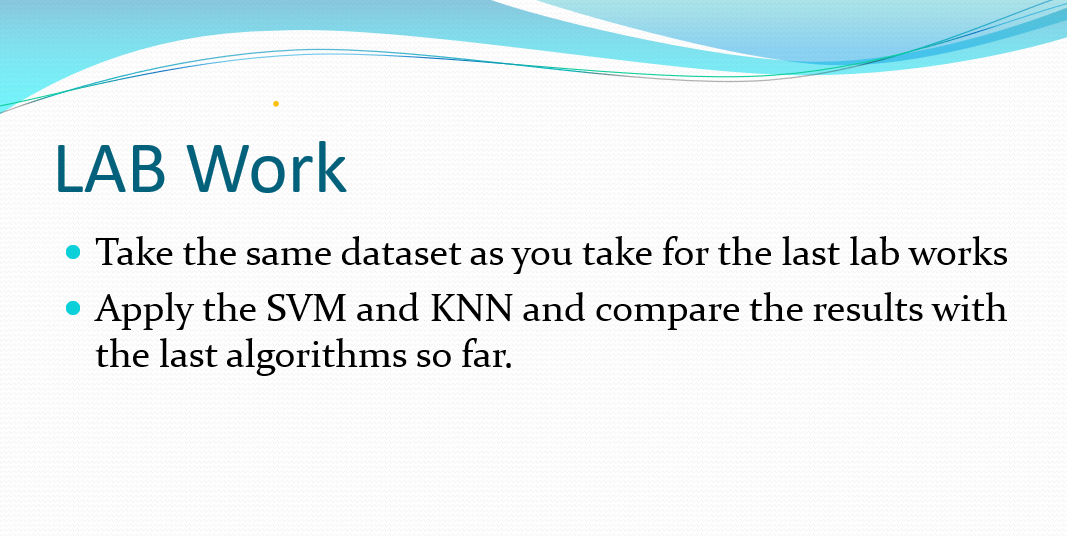 LAB Work
Take the same dataset as you take for the last lab works
Apply the SVM and KNN and compare the results with
the last algorithms so far.